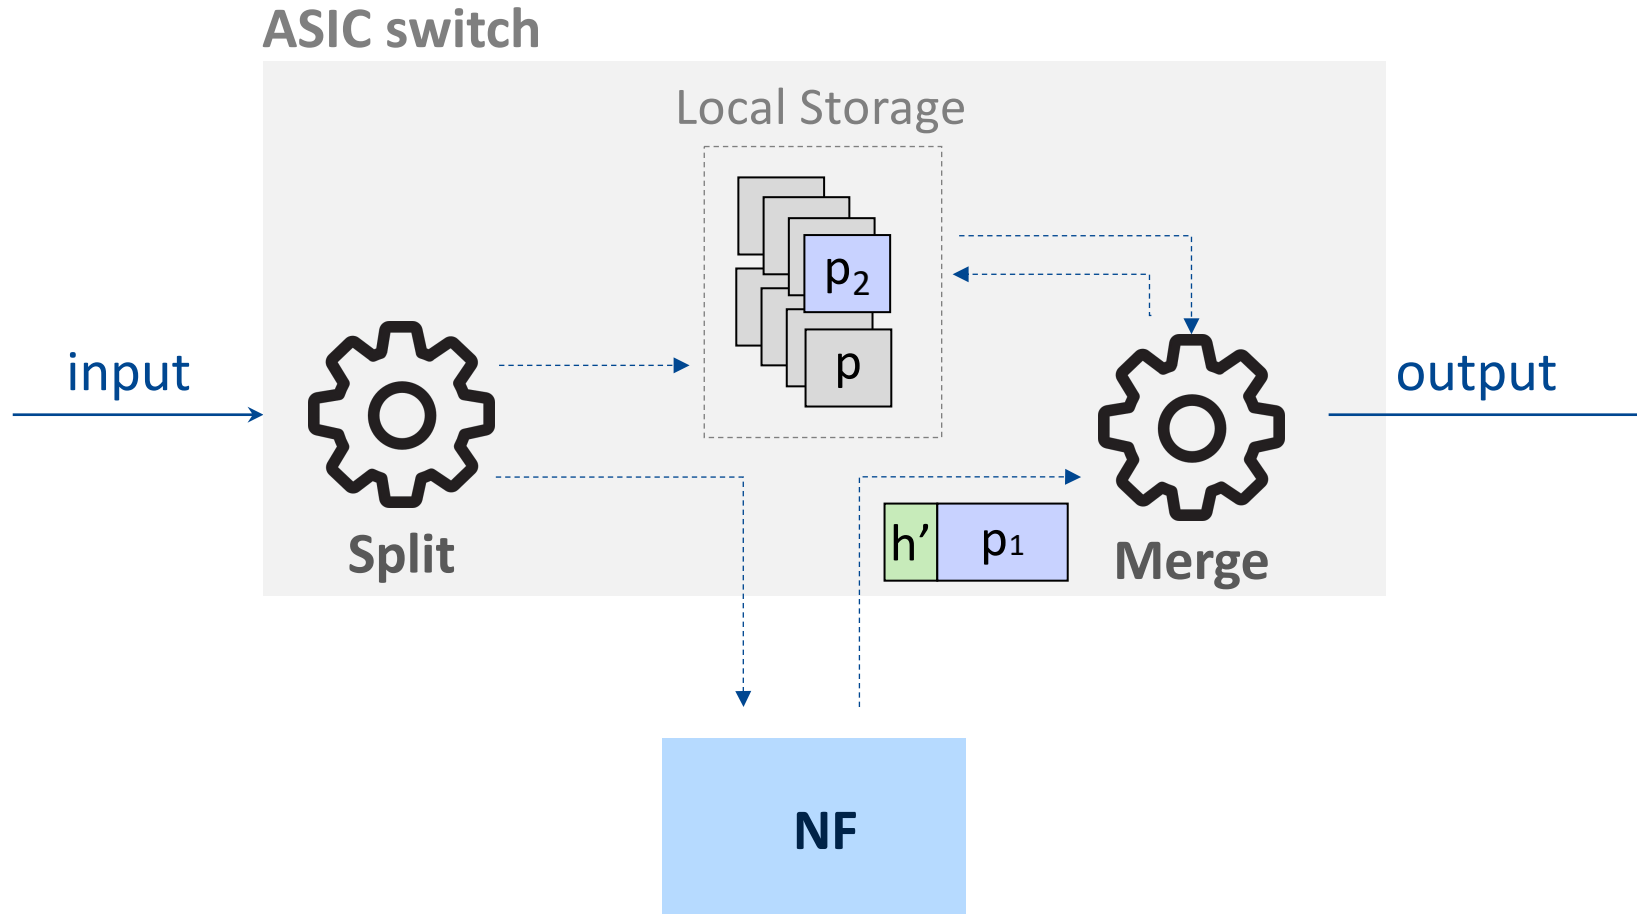 ASIC switch
Local Storage
p2
p
input
output
h’ p1
Split
Merge
NF